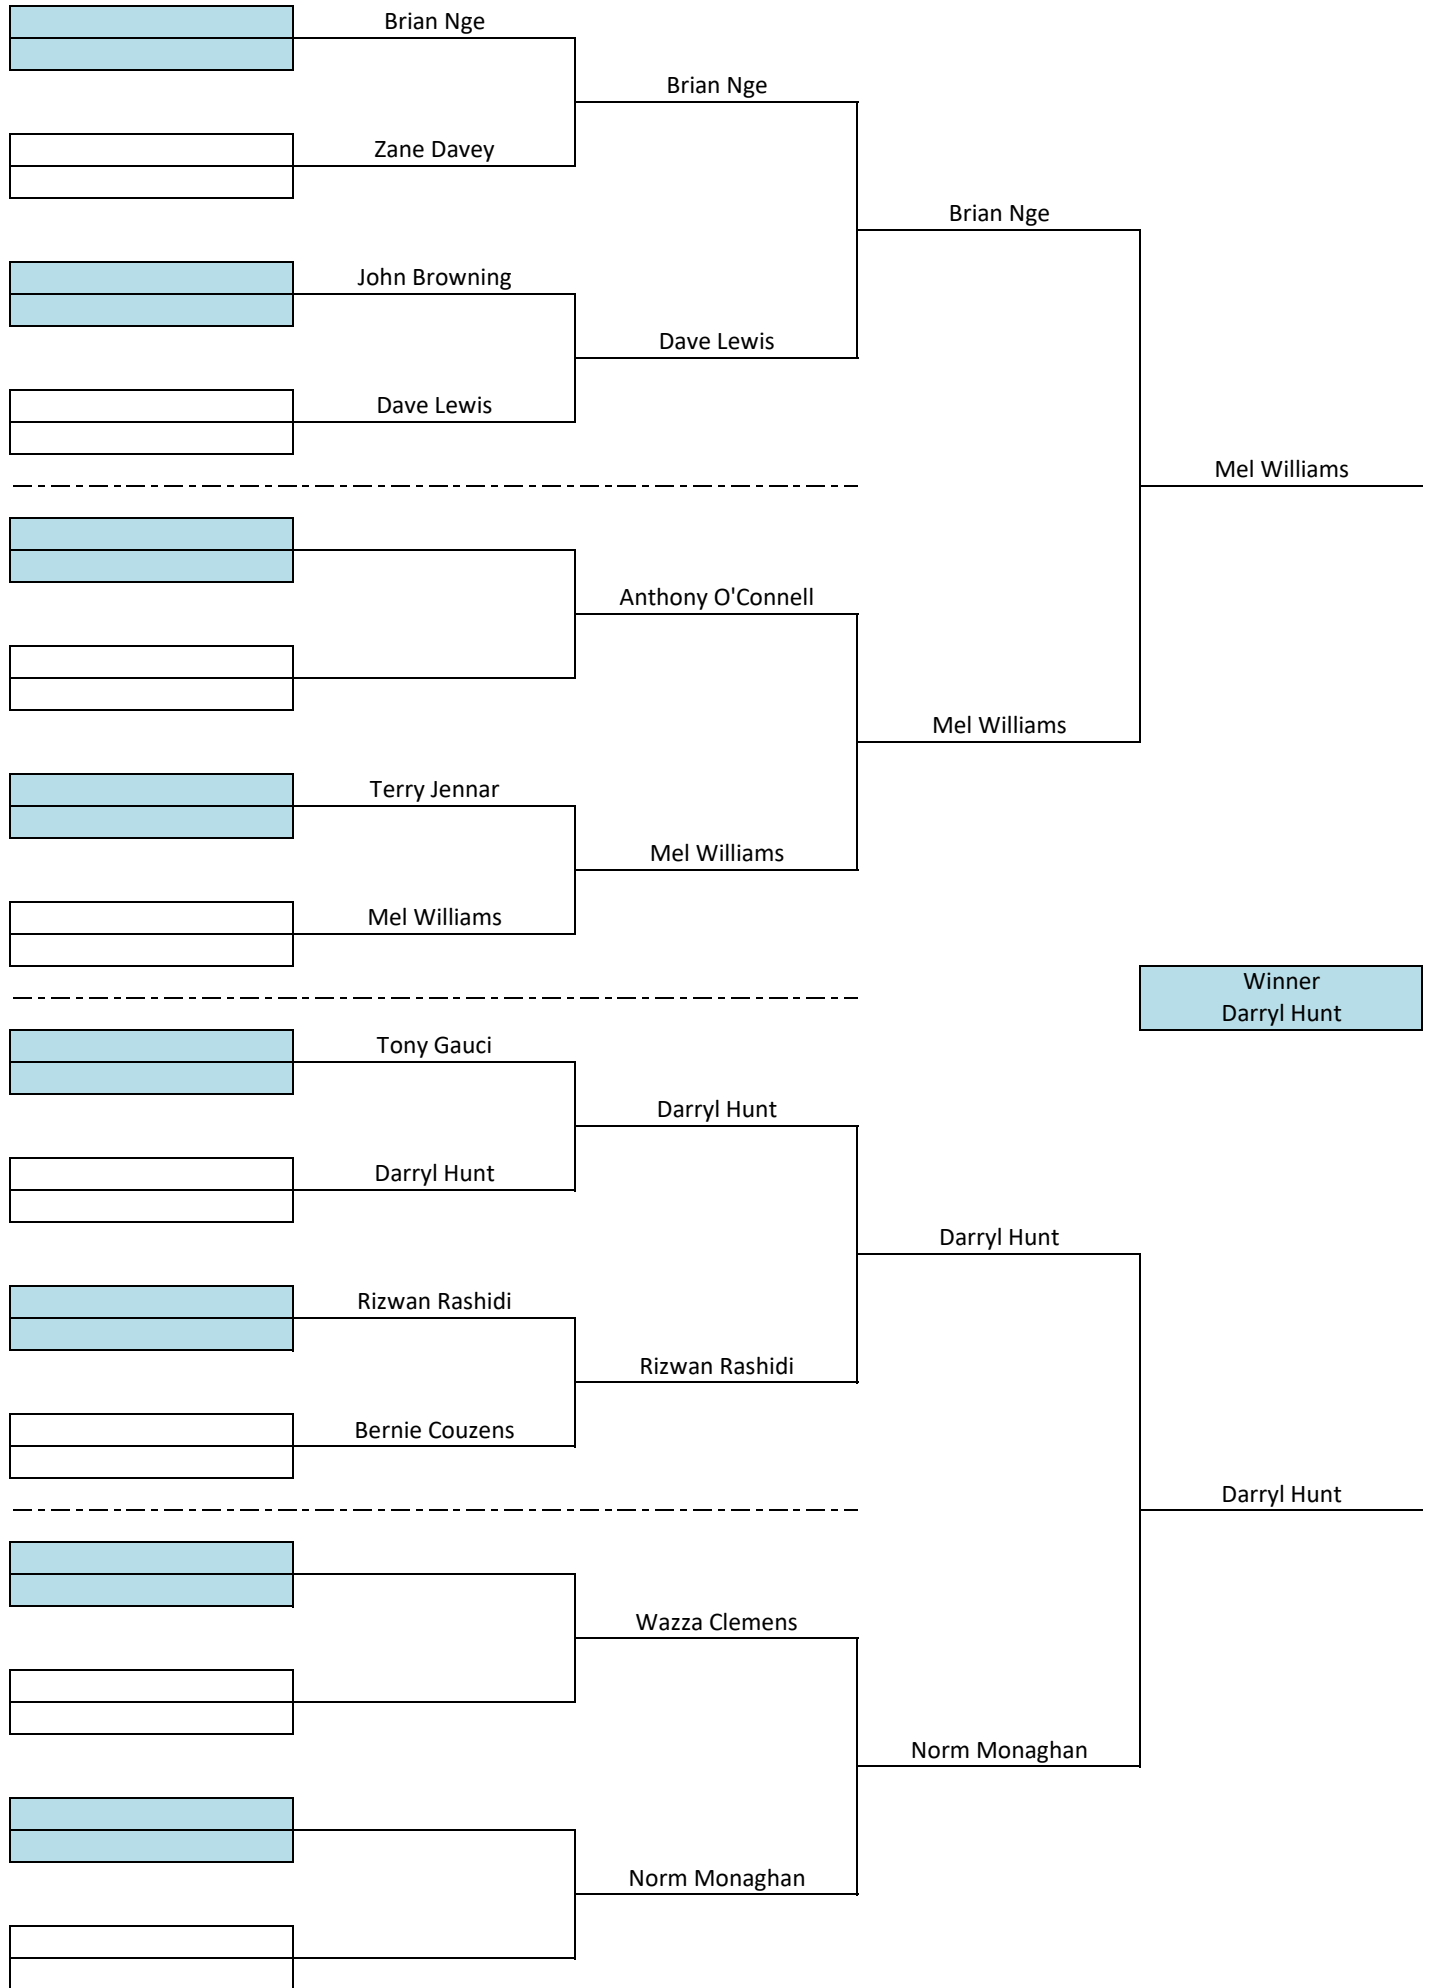 Brian Nge
Brian Nge
Zane Davey
Brian Nge
John Browning
Dave Lewis
Dave Lewis
Mel Williams
Anthony O'Connell
Mel Williams
Terry Jennar
Mel Williams
Mel Williams
Winner
Darryl Hunt
Tony Gauci
Darryl Hunt
Darryl Hunt
Darryl Hunt
Rizwan Rashidi
Rizwan Rashidi
Bernie Couzens
Darryl Hunt
Wazza Clemens
Norm Monaghan
Norm Monaghan